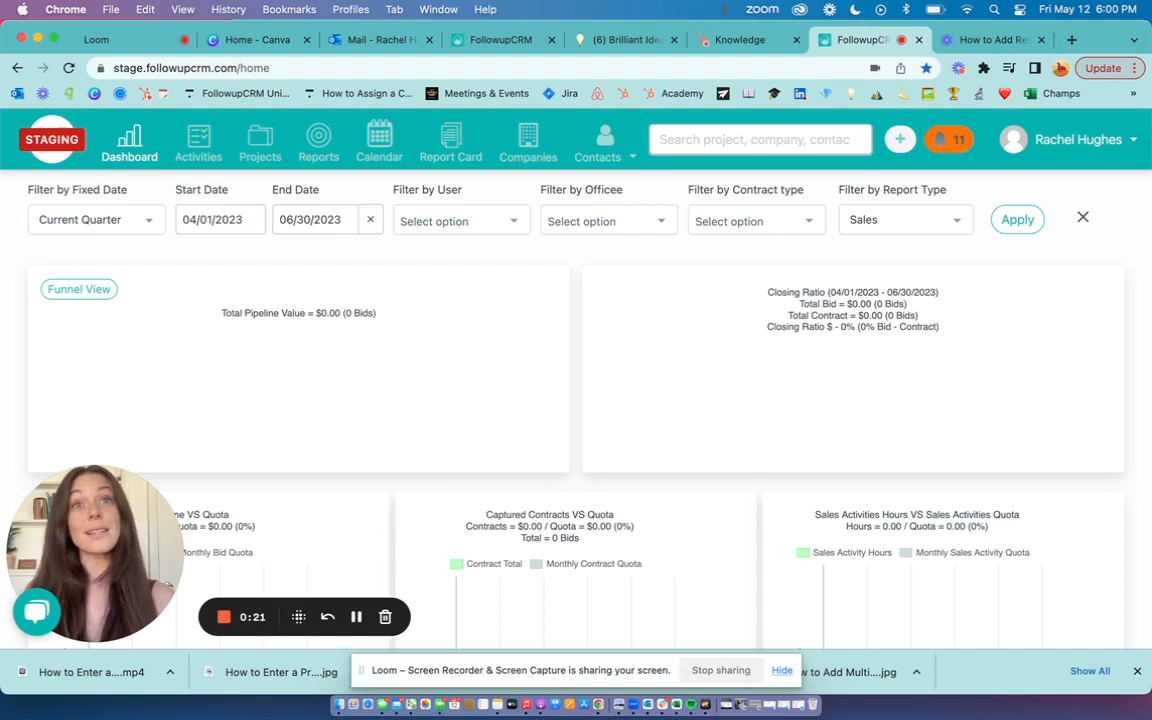 Chrome File Edit View History Bookmarks Profiles Tab Window Help zoom Fri May 12 6:00 PM
Loom Home - Canva Mail - Rachel H FollowupCRM (6) Brilliant Ide Knowledge FollowupCR How to Add Re
stage.followupcrm.com/home Update
FollowupCRM Uni... How to Assign a C... Meetings & Events Jira Academy Champs
STAGING
Dashboard Activities Projects Reports Calendar Report Card Companies Contacts
Search project, company, contac
11
Rachel Hughes
Filter by Fixed Date Start Date End Date Filter by User Filter by Officee Filter by Contract type Filter by Report Type
Current Quarter 04/01/2023 06/30/2023 Select option Select option Select option Sales Apply
Funnel View
Total Pipeline Value = $0.00 (0 Bids)
Closing Ratio (04/01/2023 - 06/30/2023)
Total Bid = $0.00 (0 Bids)
Total Contract = $0.00 (0 Bids)
Closing Ratio $ - 0% (0% Bid - Contract)
me VS Quota
uota = $0.00 (0%)
Monthly Bid Quota
Captured Contracts VS Quota
Contracts = $0.00 / Quota = $0.00 (0%)
Total = 0 Bids
Contract Total Monthly Contract Quota
Sales Activities Hours VS Sales Activities Quota
Hours = 0.00 / Quota = 0.00 (0%)
Sales Activity Hours Monthly Sales Activity Quota
0:21
How to Enter a....mp4 How to Enter a Pr....jpg
Loom – Screen Recorder & Screen Capture is sharing your screen. Stop sharing Hide
w to Add Multi....jpg Show All